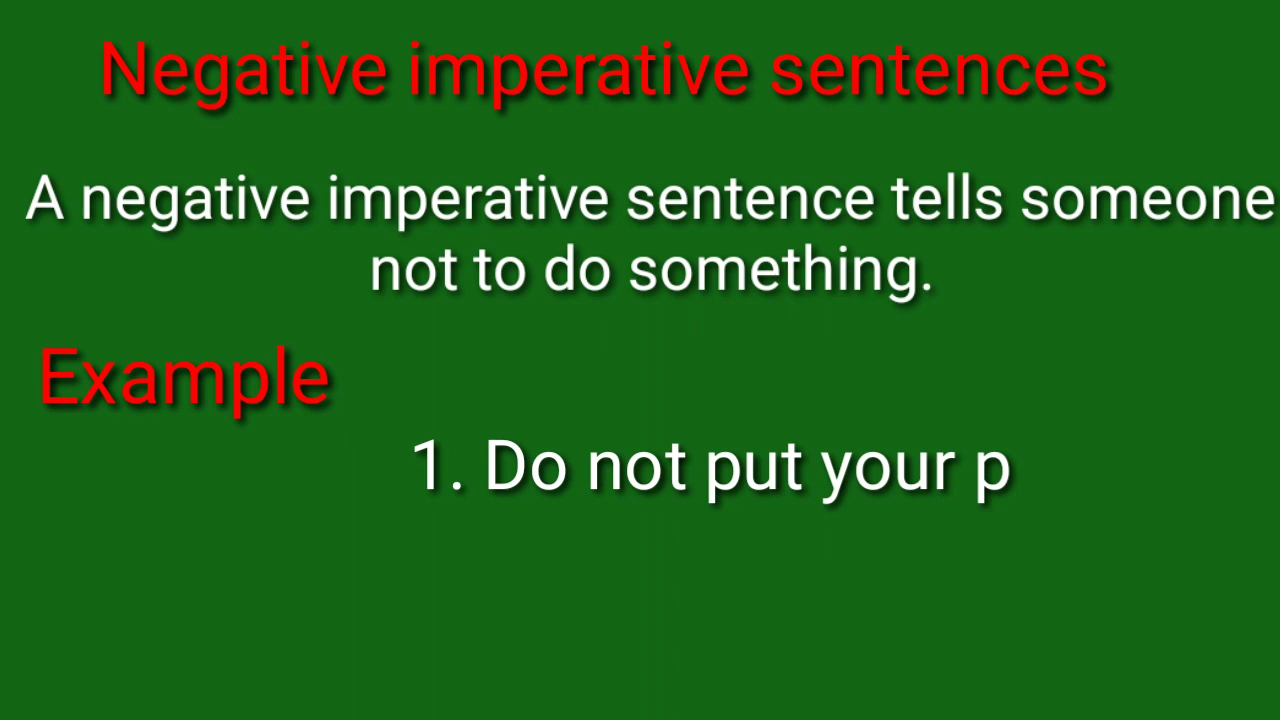 Negative imperative sentences
A negative imperative sentence tells someone
not to do something.
Example
1. Do not put your p